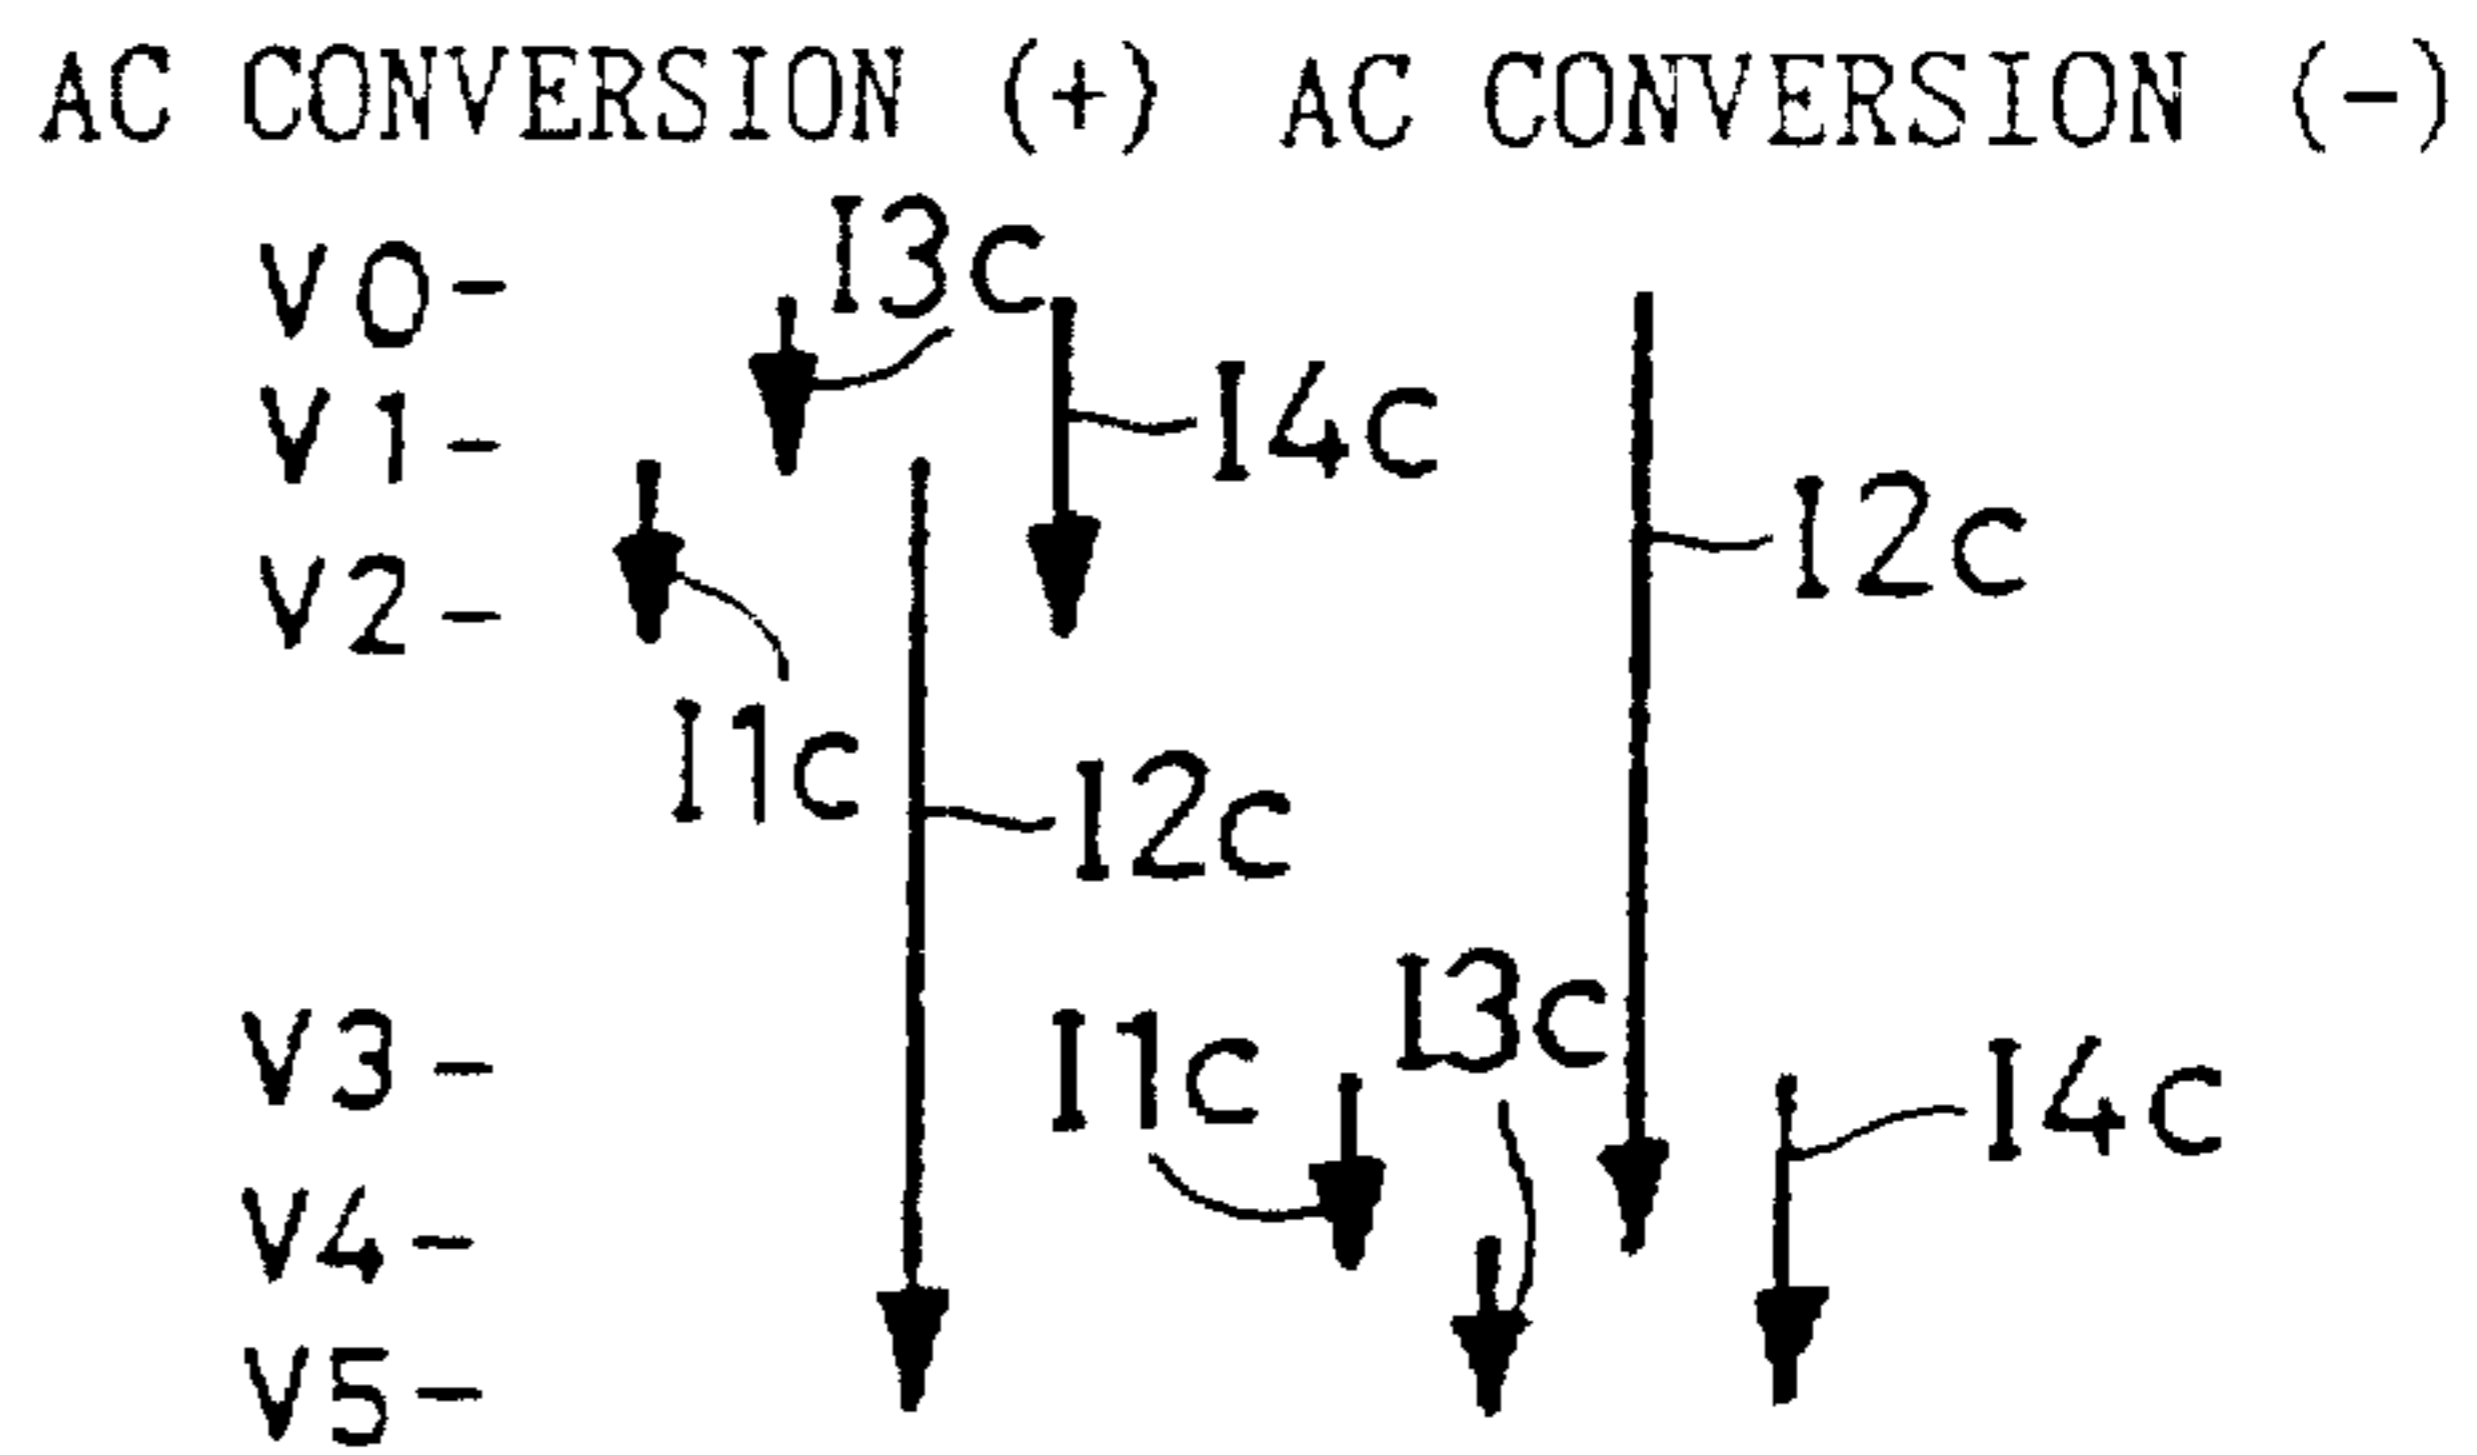 AC CONVERSION (+) AC CONVERSION (-)
I3c
V0-
I4c
V1-
I2c
V2-
I1c
I2c
I3c
V3-
I1c
I4c
V4-
V5-